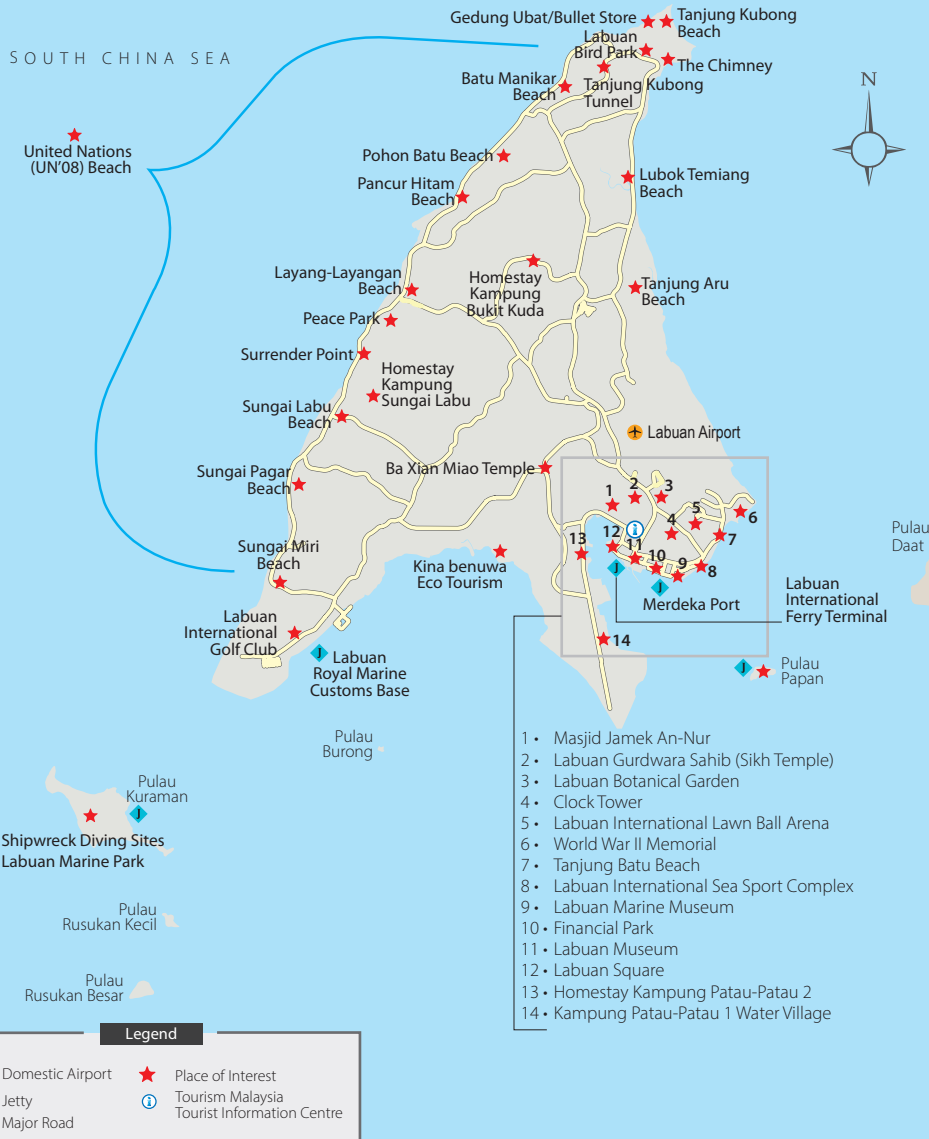 Gedung Ubat/Bullet Store
Tanjung Kubong
Beach
Labuan
Bird Park
The Chimney
SOUTH CHINA SEA
Batu Manikar
Beach
Tanjung Kubong
Tunnel
N
United Nations
(UN'08) Beach
Pohon Batu Beach
Pancur Hitam
Beach
Lubok Temiang
Beach
Layang-Layangan
Beach
Homestay
Kampung
Bukit Kuda
Tanjung Aru
Beach
Peace Park
Surrender Point
Homestay
Kampung
Sungai Labu
Sungai Labu
Beach
Labuan Airport
Ba Xian Miao Temple
Sungai Pagar
Beach
1
2
3
4
5
6
7
8
9
10
11
12
13
14
i
Pulau
Daat
Sungai Miri
Beach
Kina benuwa
Eco Tourism
J
J
Merdeka Port
Labuan
International
Ferry Terminal
Labuan
International
Golf Club
J
Labuan
Royal Marine
Customs Base
J
Pulau
Papan
Pulau
Burong
Pulau
Kuraman
J
Shipwreck Diving Sites
Labuan Marine Park
Pulau
Rusukan Kecil
Pulau
Rusukan Besar
1 • Masjid Jamek An-Nur
2 • Labuan Gurdwara Sahib (Sikh Temple)
3 • Labuan Botanical Garden
4 • Clock Tower
5 • Labuan International Lawn Ball Arena
6 • World War II Memorial
7 • Tanjung Batu Beach
8 • Labuan International Sea Sport Complex
9 • Labuan Marine Museum
10 • Financial Park
11 • Labuan Museum
12 • Labuan Square
13 • Homestay Kampung Patau-Patau 2
14 • Kampung Patau-Patau 1 Water Village
Legend
Domestic Airport
Jetty
Major Road
Place of Interest
i
Tourism Malaysia
Tourist Information Centre